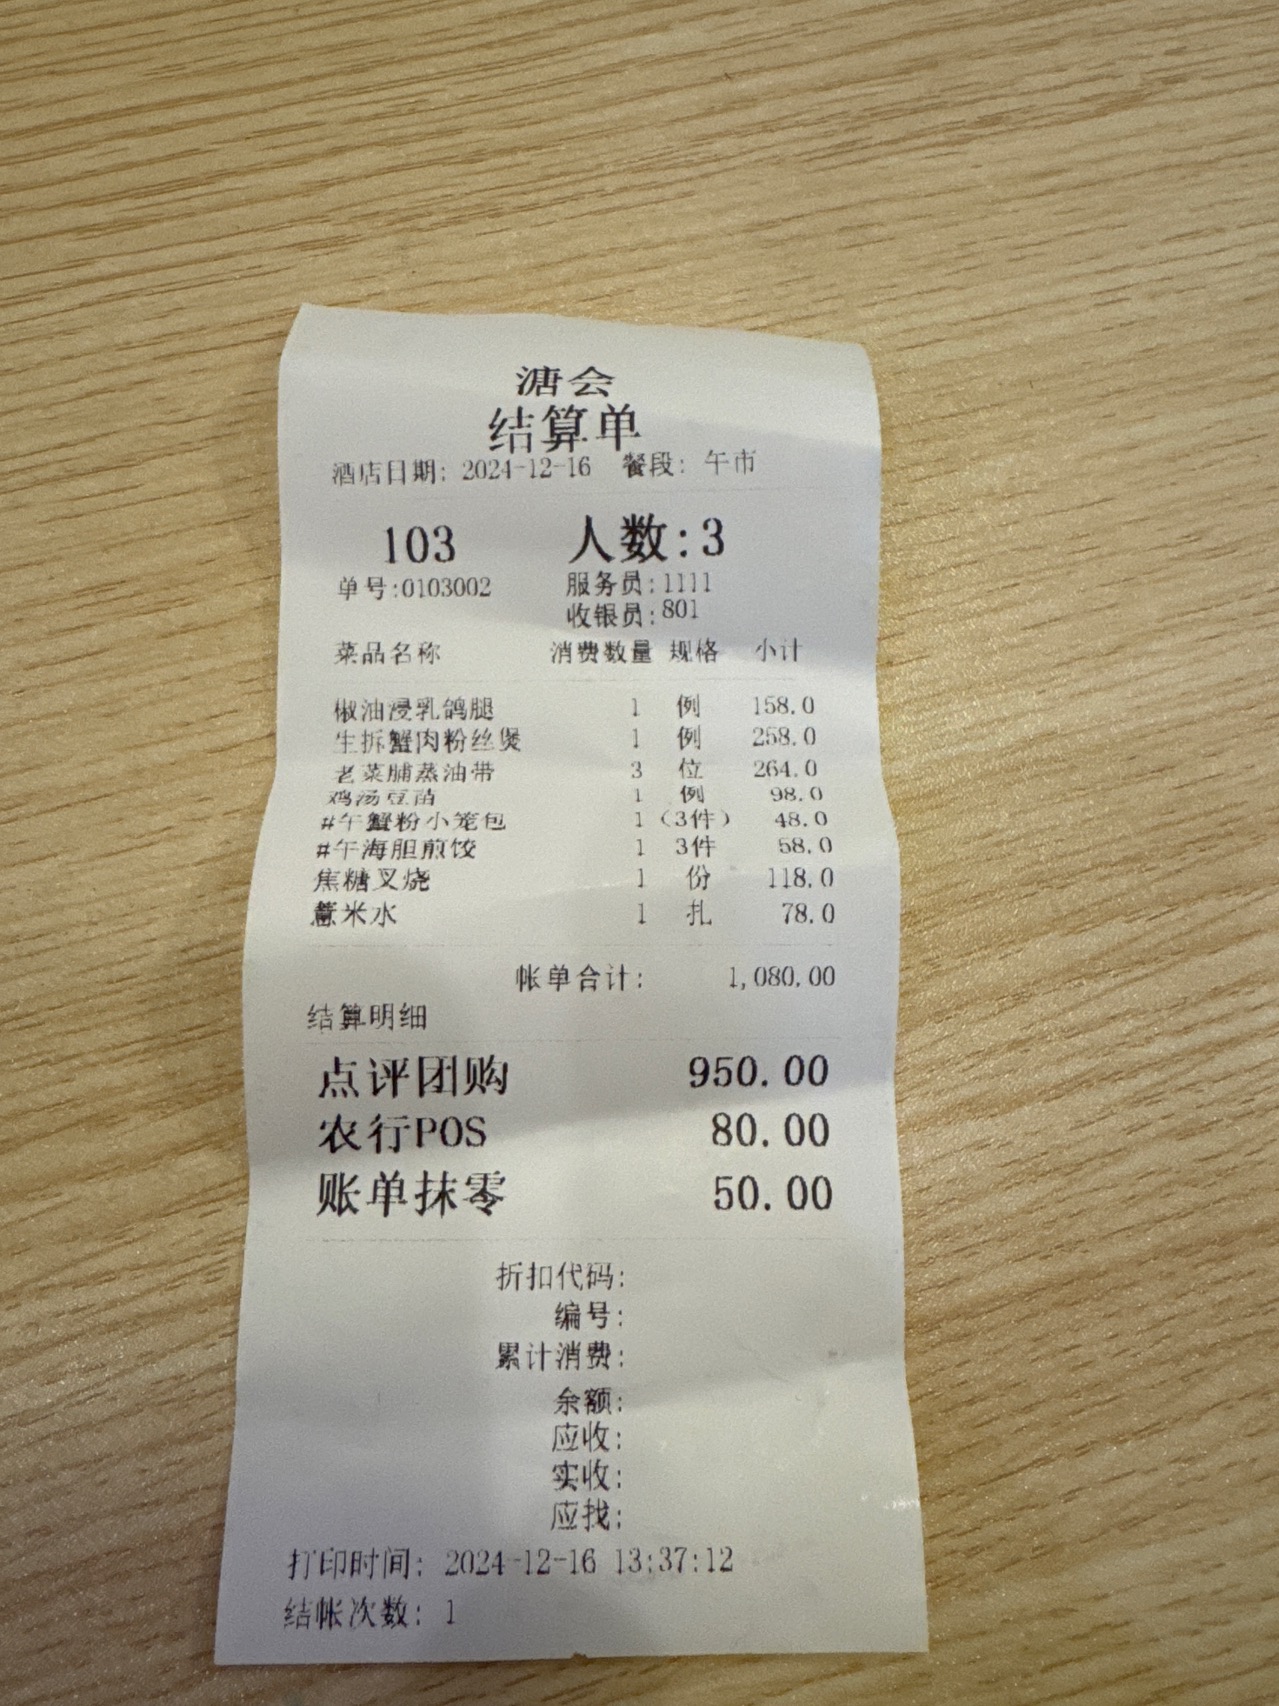 溏会
结算单
酒店日期: 2024-12-16 餐段: 午市
103 人数:3
单号:0103002 服务员:1111
收银员:801
菜品名称 消费数量 规格 小计
椒油浸乳鸽腿 1 例 158.0
生拆蟹肉粉丝煲 1 例 258.0
老菜脯蒸油带 3 位 264.0
鸡汤豆苗 1 例 98.0
#午蟹粉小笼包 1 (3件) 48.0
#午海胆煎饺 1 3件 58.0
焦糖叉烧 1 份 118.0
薏米水 1 扎 78.0
帐单合计: 1,080.00
结算明细
点评团购 950.00
农行POS 80.00
账单抹零 50.00
折扣代码:
编号:
累计消费:
余额:
应收:
实收:
应找:
打印时间: 2024-12-16 13:37:12
结帐次数: 1